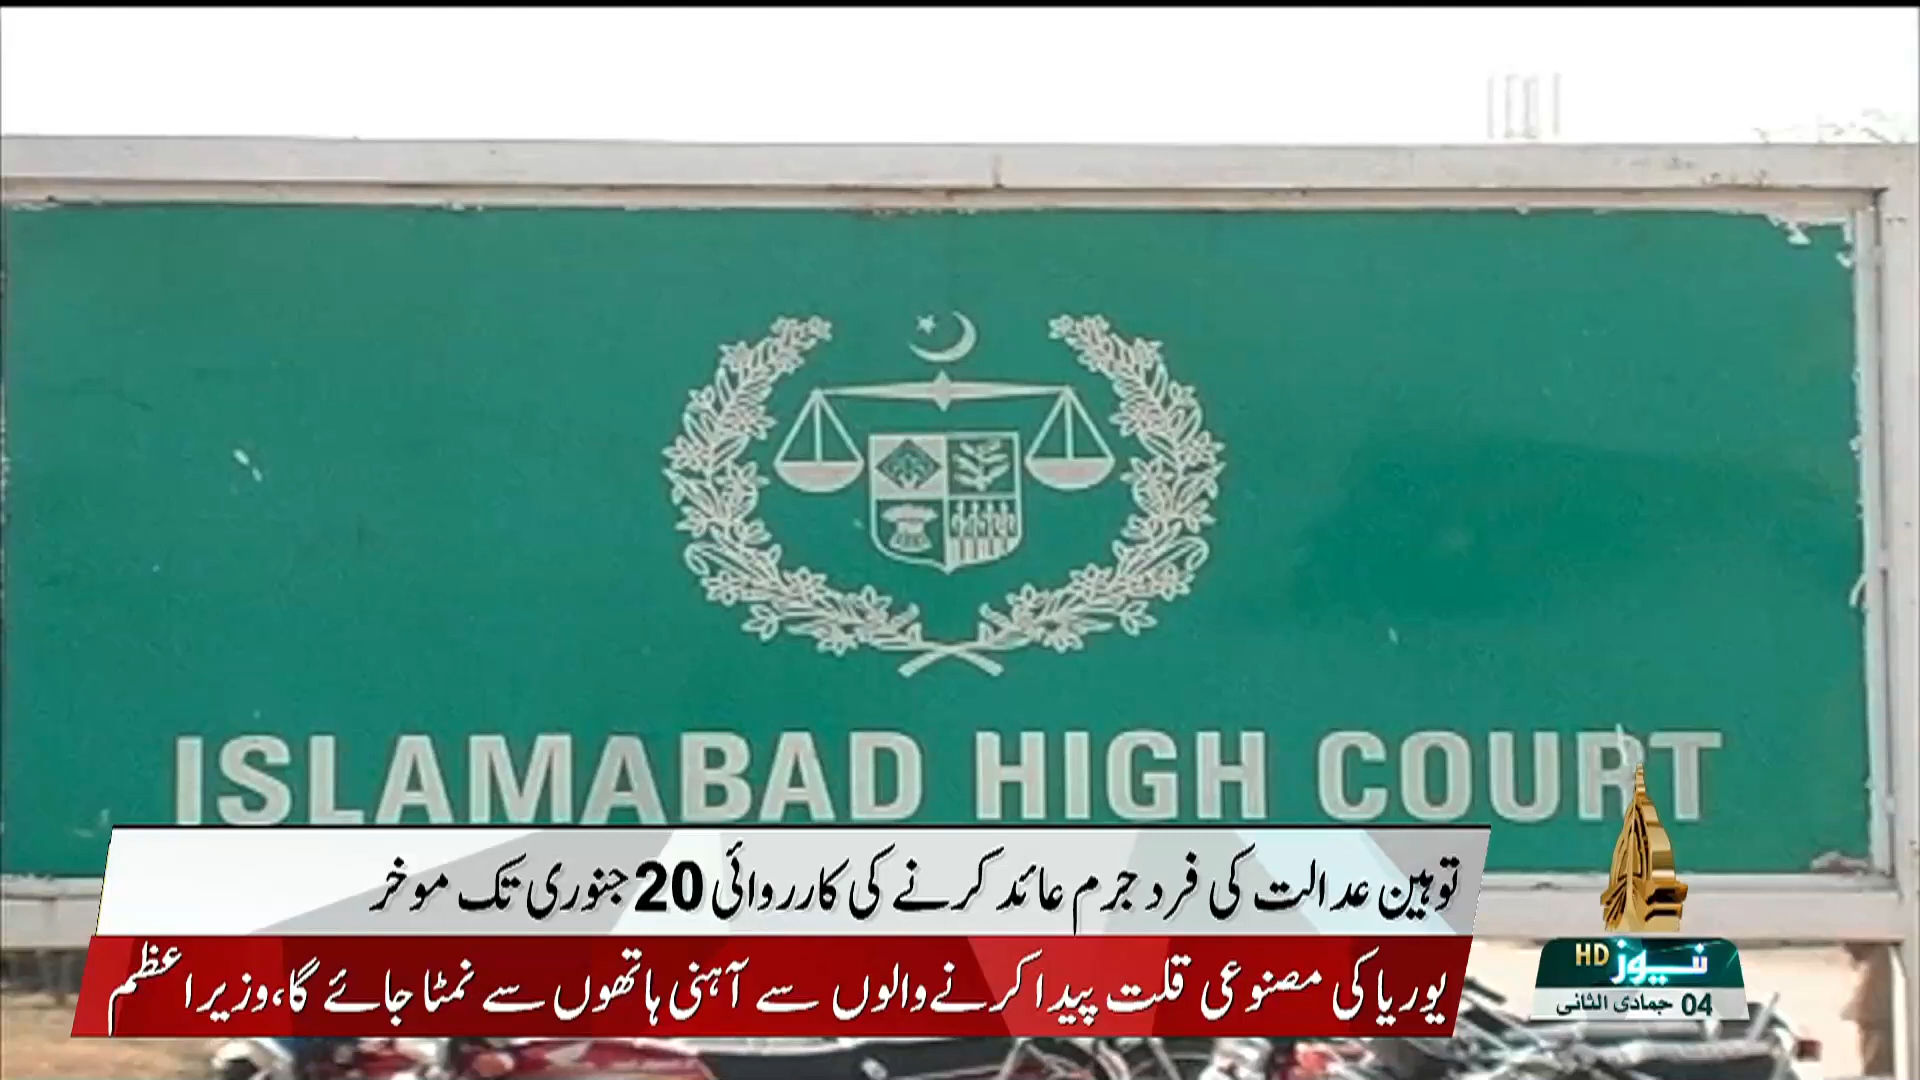 ISLAMABAD HIGH COURT
توہین عدالت کی فرد جرم عائد کرنے کی کارروائی 20 جنوری تک موخر
یوریا کی مصنوعی قلت پیدا کرنے والوں سے آہنی ہاتھوں سے نمٹا جائے گا، وزیراعظم
نیوز HD
04 جمادی الثانی